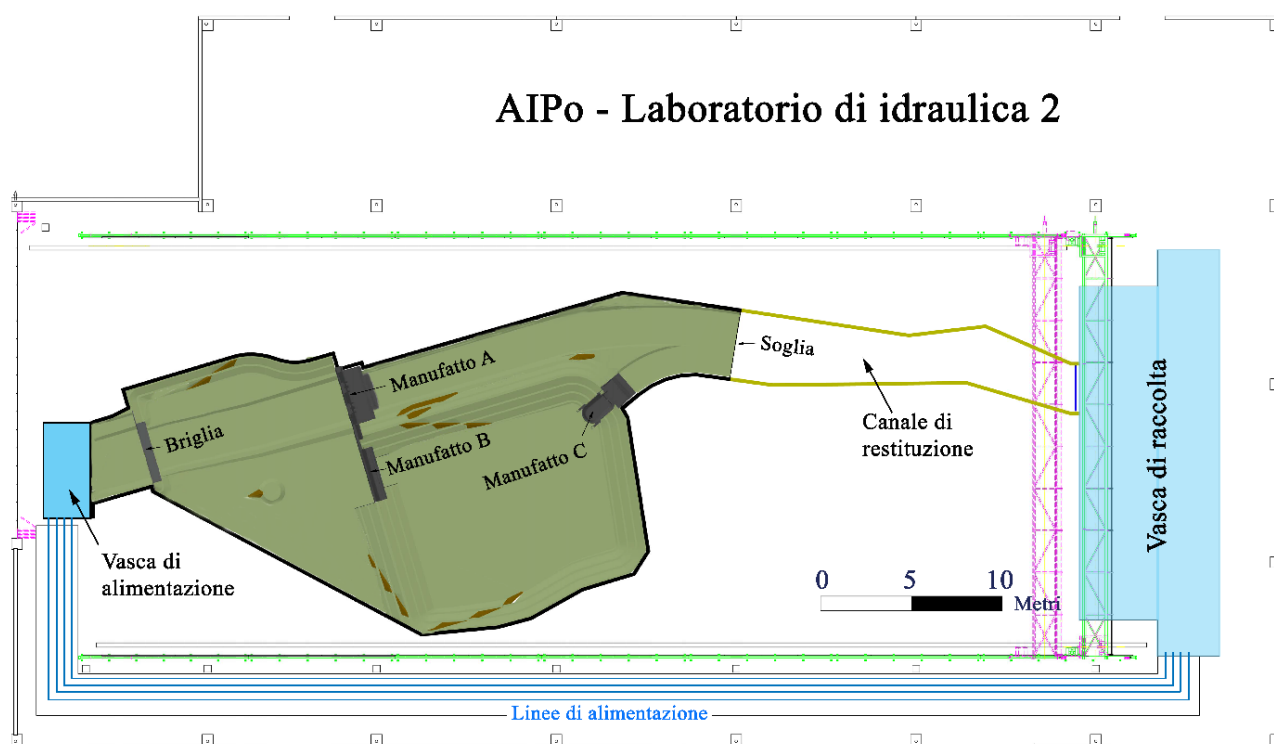 AIPo - Laboratorio di idraulica 2
Manufatto A
Soglia
Briglia
Manufatto B
Manufatto C
Canale di
restituzione
Vasca di raccolta
Vasca di
alimentazione
0 5 10
Metri
Linee di alimentazione